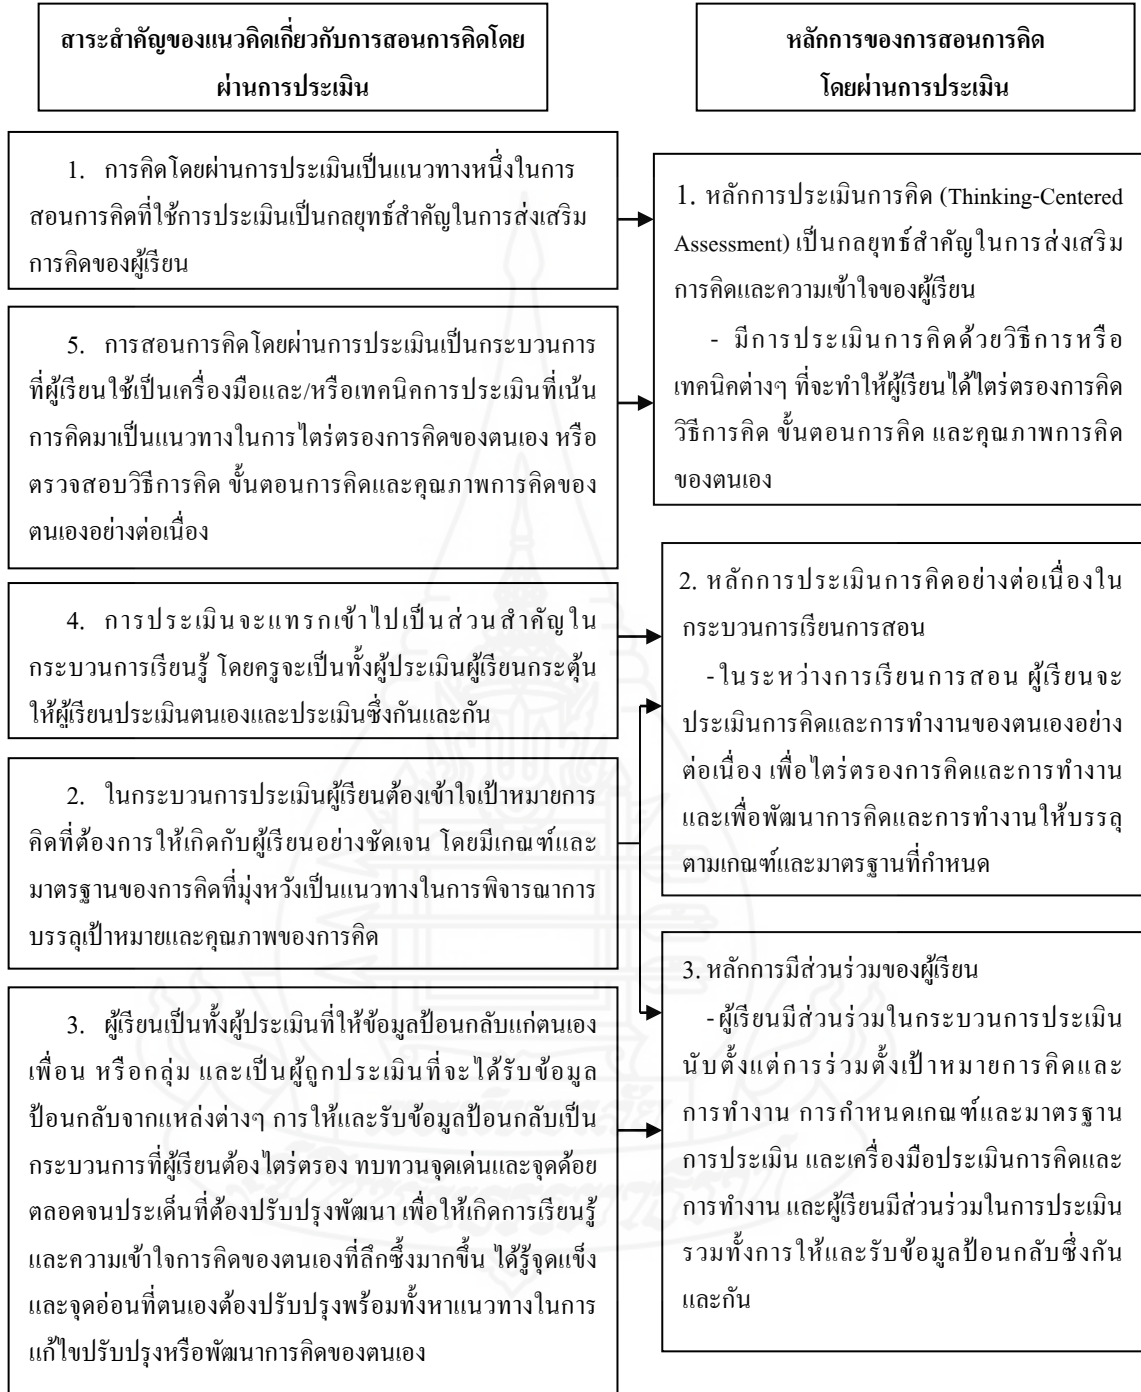 สาระสำคัญของแนวคิดเกี่ยวกับการสอนการคิดโดย
ผ่านการประเมิน
หลักการของการสอนการคิด
โดยผ่านการประเมิน
1. การคิดโดยผ่านการประเมินเป็นแนวทางหนึ่งในการ
สอนการคิดที่ใช้การประเมินเป็นกลยุทธ์สำคัญในการส่งเสริม
การคิดของผู้เรียน
5. การสอนการคิดโดยผ่านการประเมินเป็นกระบวนการ
ที่ผู้เรียนใช้เป็นเครื่องมือและ/หรือเทคนิคการประเมินที่เน้น
การคิดมาเป็นแนวทางในการไตร่ตรองการคิดของตนเอง หรือ
ตรวจสอบวิธีการคิด ขั้นตอนการคิดและคุณภาพการคิดของ
ตนเองอย่างต่อเนื่อง
4. การประเมินจะแทรกเข้าไปเป็นส่วนสำคัญใน
กระบวนการเรียนรู้ โดยครูจะเป็นทั้งผู้ประเมินผู้เรียนกระตุ้น
ให้ผู้เรียนประเมินตนเองและประเมินซึ่งกันและกัน
2. ในกระบวนการประเมินผู้เรียนต้องเข้าใจเป้าหมายการ
คิดที่ต้องการให้เกิดกับผู้เรียนอย่างชัดเจน โดยมีเกณฑ์และ
มาตรฐานของการคิดที่มุ่งหวังเป็นแนวทางในการพิจารณาการ
บรรลุเป้าหมายและคุณภาพของการคิด
3. ผู้เรียนเป็นทั้งผู้ประเมินที่ให้ข้อมูลป้อนกลับแก่ตนเอง
เพื่อน หรือกลุ่ม และเป็นผู้ถูกประเมินที่จะได้รับข้อมูล
ป้อนกลับจากแหล่งต่างๆ การให้และรับข้อมูลป้อนกลับเป็น
กระบวนการที่ผู้เรียนต้องไตร่ตรอง ทบทวนจุดเด่นและจุดด้อย
ตลอดจนประเด็นที่ต้องปรับปรุงพัฒนา เพื่อให้เกิดการเรียนรู้
และความเข้าใจการคิดของตนเองที่ลึกซึ้งมากขึ้น ได้รู้จุดแข็ง
และจุดอ่อนที่ตนเองต้องปรับปรุงพร้อมทั้งหาแนวทางในการ
แก้ไขปรับปรุงหรือพัฒนาการคิดของตนเอง
1. หลักการประเมินการคิด (Thinking-Centered
Assessment) เป็นกลยุทธ์สำคัญในการส่งเสริม
การคิดและความเข้าใจของผู้เรียน
- มีการประเมินการคิดด้วยวิธีการหรือ
เทคนิคต่างๆ ที่จะทำให้ผู้เรียนได้ไตร่ตรองการคิด
วิธีการคิด ขั้นตอนการคิด และคุณภาพการคิด
ของตนเอง
2. หลักการประเมินการคิดอย่างต่อเนื่องใน
กระบวนการเรียนการสอน
-ในระหว่างการเรียนการสอน ผู้เรียนจะ
ประเมินการคิดและการทำงานของตนเองอย่าง
ต่อเนื่อง เพื่อไตร่ตรองการคิดและการทำงาน
และเพื่อพัฒนาการคิดและการทำงานให้บรรลุ
ตามเกณฑ์และมาตรฐานที่กำหนด
3. หลักการมีส่วนร่วมของผู้เรียน
-ผู้เรียนมีส่วนร่วมในกระบวนการประเมิน
นับตั้งแต่การร่วมตั้งเป้าหมายการคิดและ
การทำงาน การกำหนดเกณฑ์และมาตรฐาน
การประเมิน และเครื่องมือประเมินการคิดและ
การทำงาน และผู้เรียนมีส่วนร่วมในการประเมิน
รวมทั้งการให้และรับข้อมูลป้อนกลับซึ่งกัน
และกัน